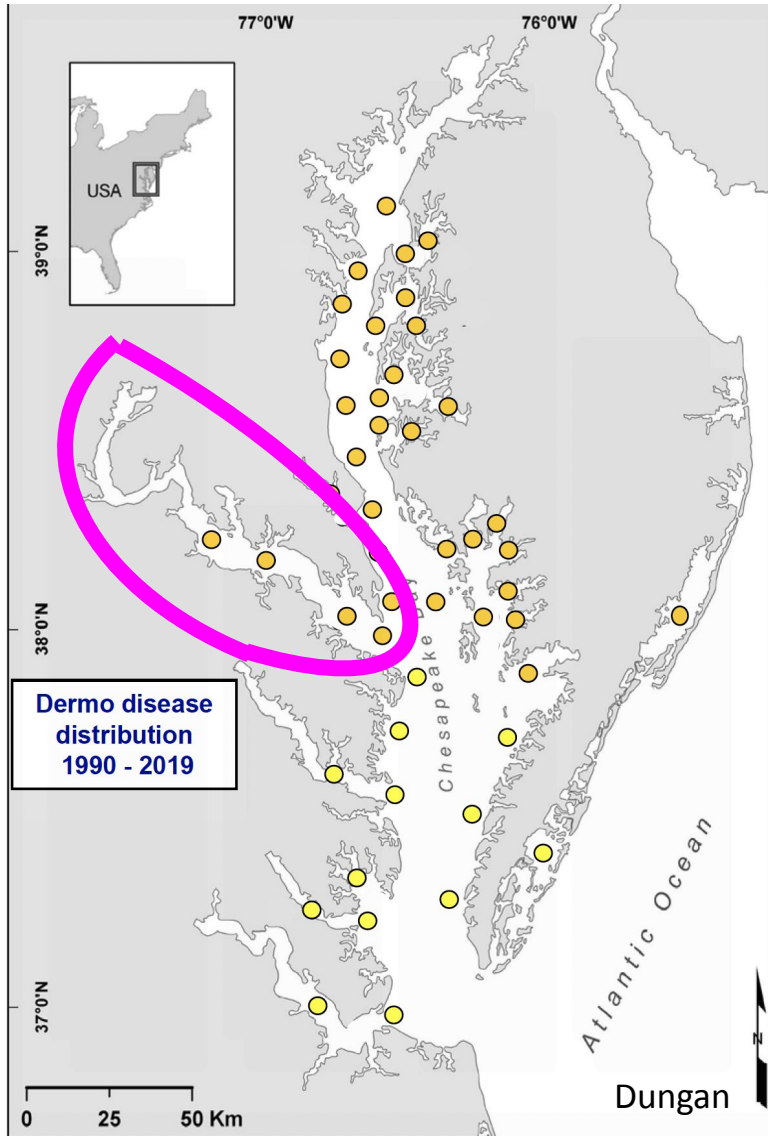 77°0'W
76°0'W
USA
39°0'N
38°0'N
Chesapeake Bay
Dermo disease
distribution
1990 - 2019
Atlantic Ocean
37°0'N
N
0 25 50 Km
Dungan